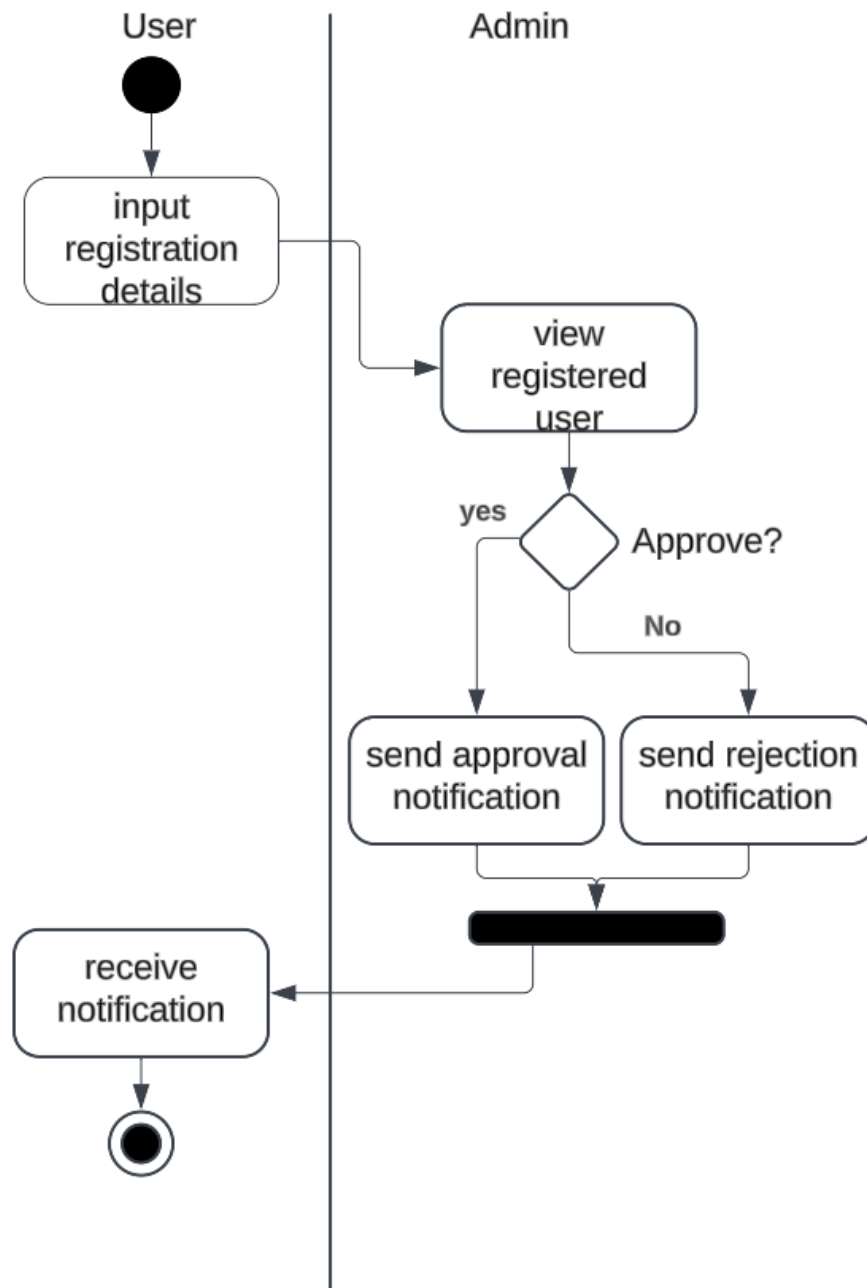 User
Admin
input
registration
details
view
registered
user
yes
Approve?
No
send approval
notification
send rejection
notification
receive
notification